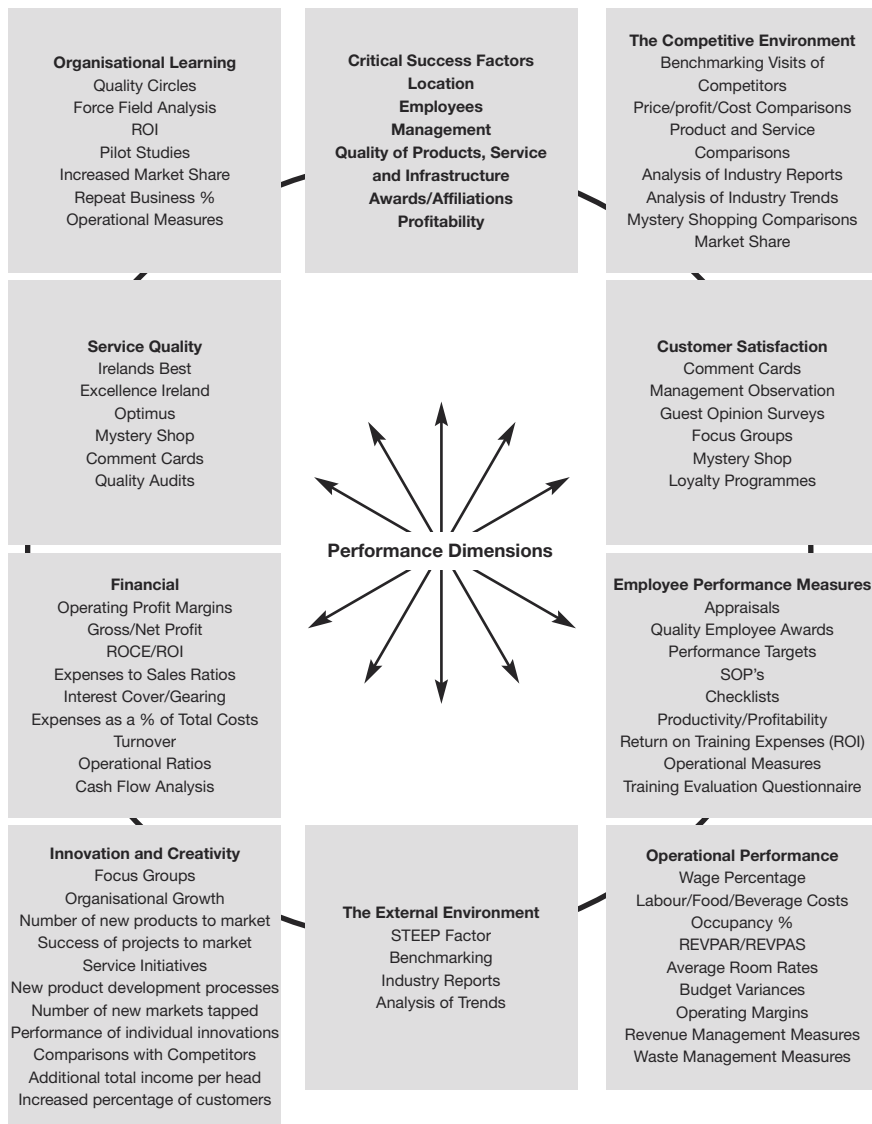 Organisational Learning
Quality Circles
Force Field Analysis
ROI
Pilot Studies
Increased Market Share
Repeat Business %
Operational Measures
Critical Success Factors
Location
Employees
Management
Quality of Products, Service
and Infrastructure
Awards/Affiliations
Profitability
The Competitive Environment
Benchmarking Visits of
Competitors
Price/profit/Cost Comparisons
Product and Service
Comparisons
Analysis of Industry Reports
Analysis of Industry Trends
Mystery Shopping Comparisons
Market Share
Service Quality
Irelands Best
Excellence Ireland
Optimus
Mystery Shop
Comment Cards
Quality Audits
Customer Satisfaction
Comment Cards
Management Observation
Guest Opinion Surveys
Focus Groups
Mystery Shop
Loyalty Programmes
Performance Dimensions
Financial
Operating Profit Margins
Gross/Net Profit
ROCE/ROI
Expenses to Sales Ratios
Interest Cover/Gearing
Expenses as a % of Total Costs
Turnover
Operational Ratios
Cash Flow Analysis
Employee Performance Measures
Appraisals
Quality Employee Awards
Performance Targets
SOP's
Checklists
Productivity/Profitability
Return on Training Expenses (ROI)
Operational Measures
Training Evaluation Questionnaire
Innovation and Creativity
Focus Groups
Organisational Growth
Number of new products to market
Success of projects to market
Service Initiatives
New product development processes
Number of new markets tapped
Performance of individual innovations
Comparisons with Competitors
Additional total income per head
Increased percentage of customers
The External Environment
STEEP Factor
Benchmarking
Industry Reports
Analysis of Trends
Operational Performance
Wage Percentage
Labour/Food/Beverage Costs
Occupancy %
REVPAR/REVPAS
Average Room Rates
Budget Variances
Operating Margins
Revenue Management Measures
Waste Management Measures